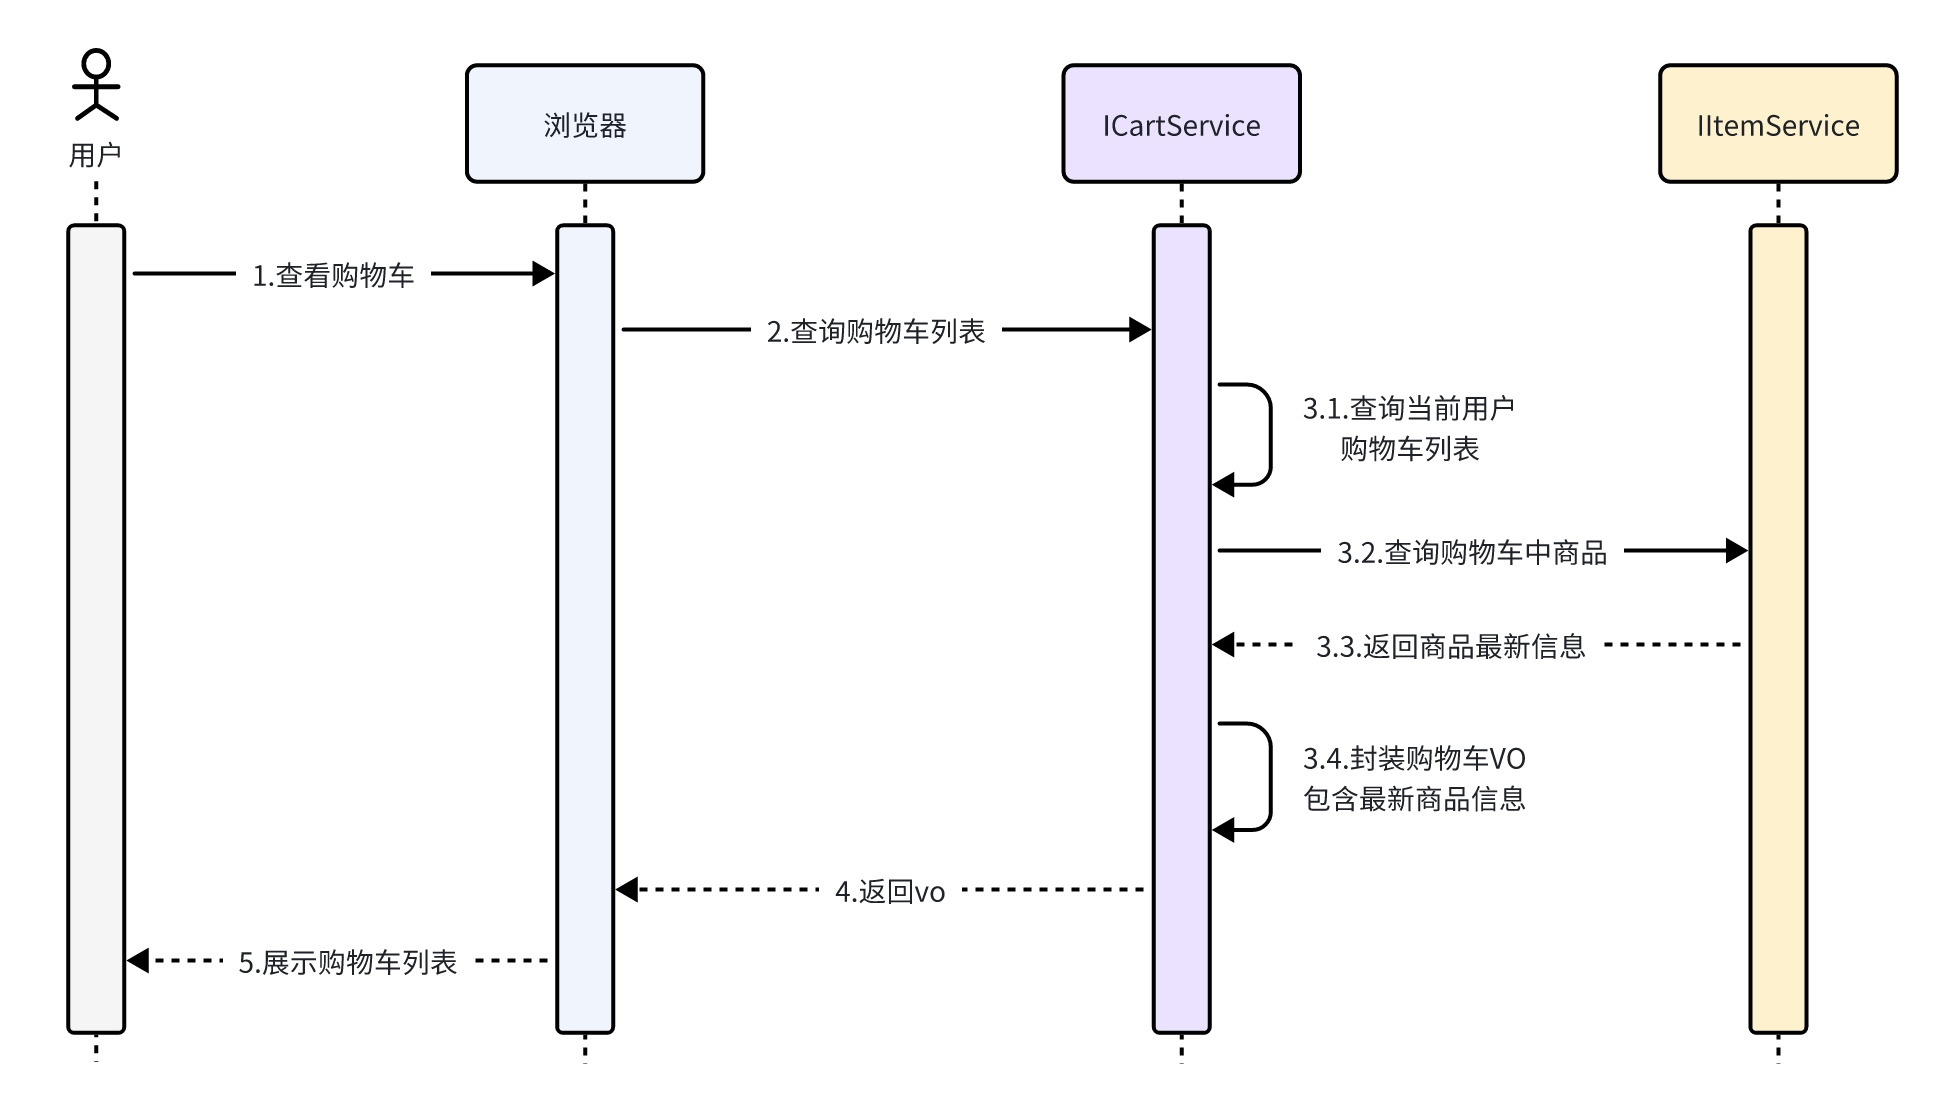 用户
浏览器
ICartService
IItemService
1.查看购物车
2.查询购物车列表
3.1.查询当前用户
购物车列表
3.2.查询购物车中商品
3.3.返回商品最新信息
3.4.封装购物车VO
包含最新商品信息
4.返回vo
5.展示购物车列表